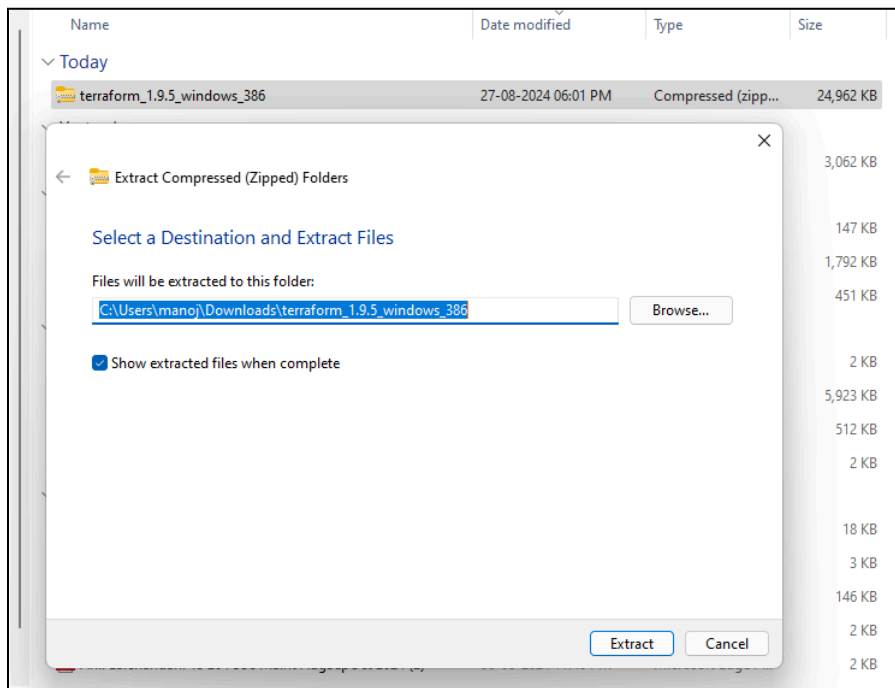 Name Date modified Type Size
Today
terraform_1.9.5_windows_386 27-08-2024 06:01 PM Compressed (zipp... 24,962 KB
Extract Compressed (Zipped) Folders
3,062 KB
Select a Destination and Extract Files
147 KB
1,792 KB
Files will be extracted to this folder:
451 KB
C:\Users\manoj\Downloads\terraform_1.9.5_windows_386 Browse...
Show extracted files when complete
2 KB
5,923 KB
512 KB
2 KB
18 KB
3 KB
146 KB
2 KB
Extract Cancel
2 KB